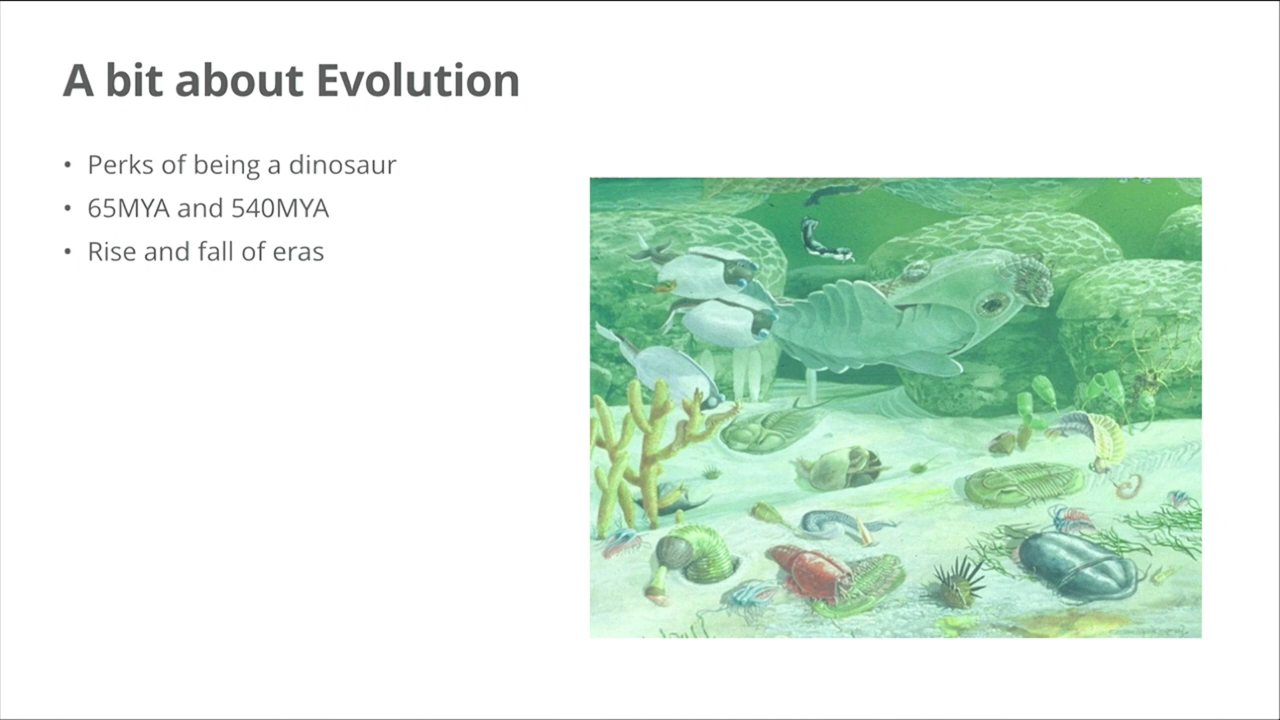 A bit about Evolution
• Perks of being a dinosaur
• 65MYA and 540MYA
• Rise and fall of eras